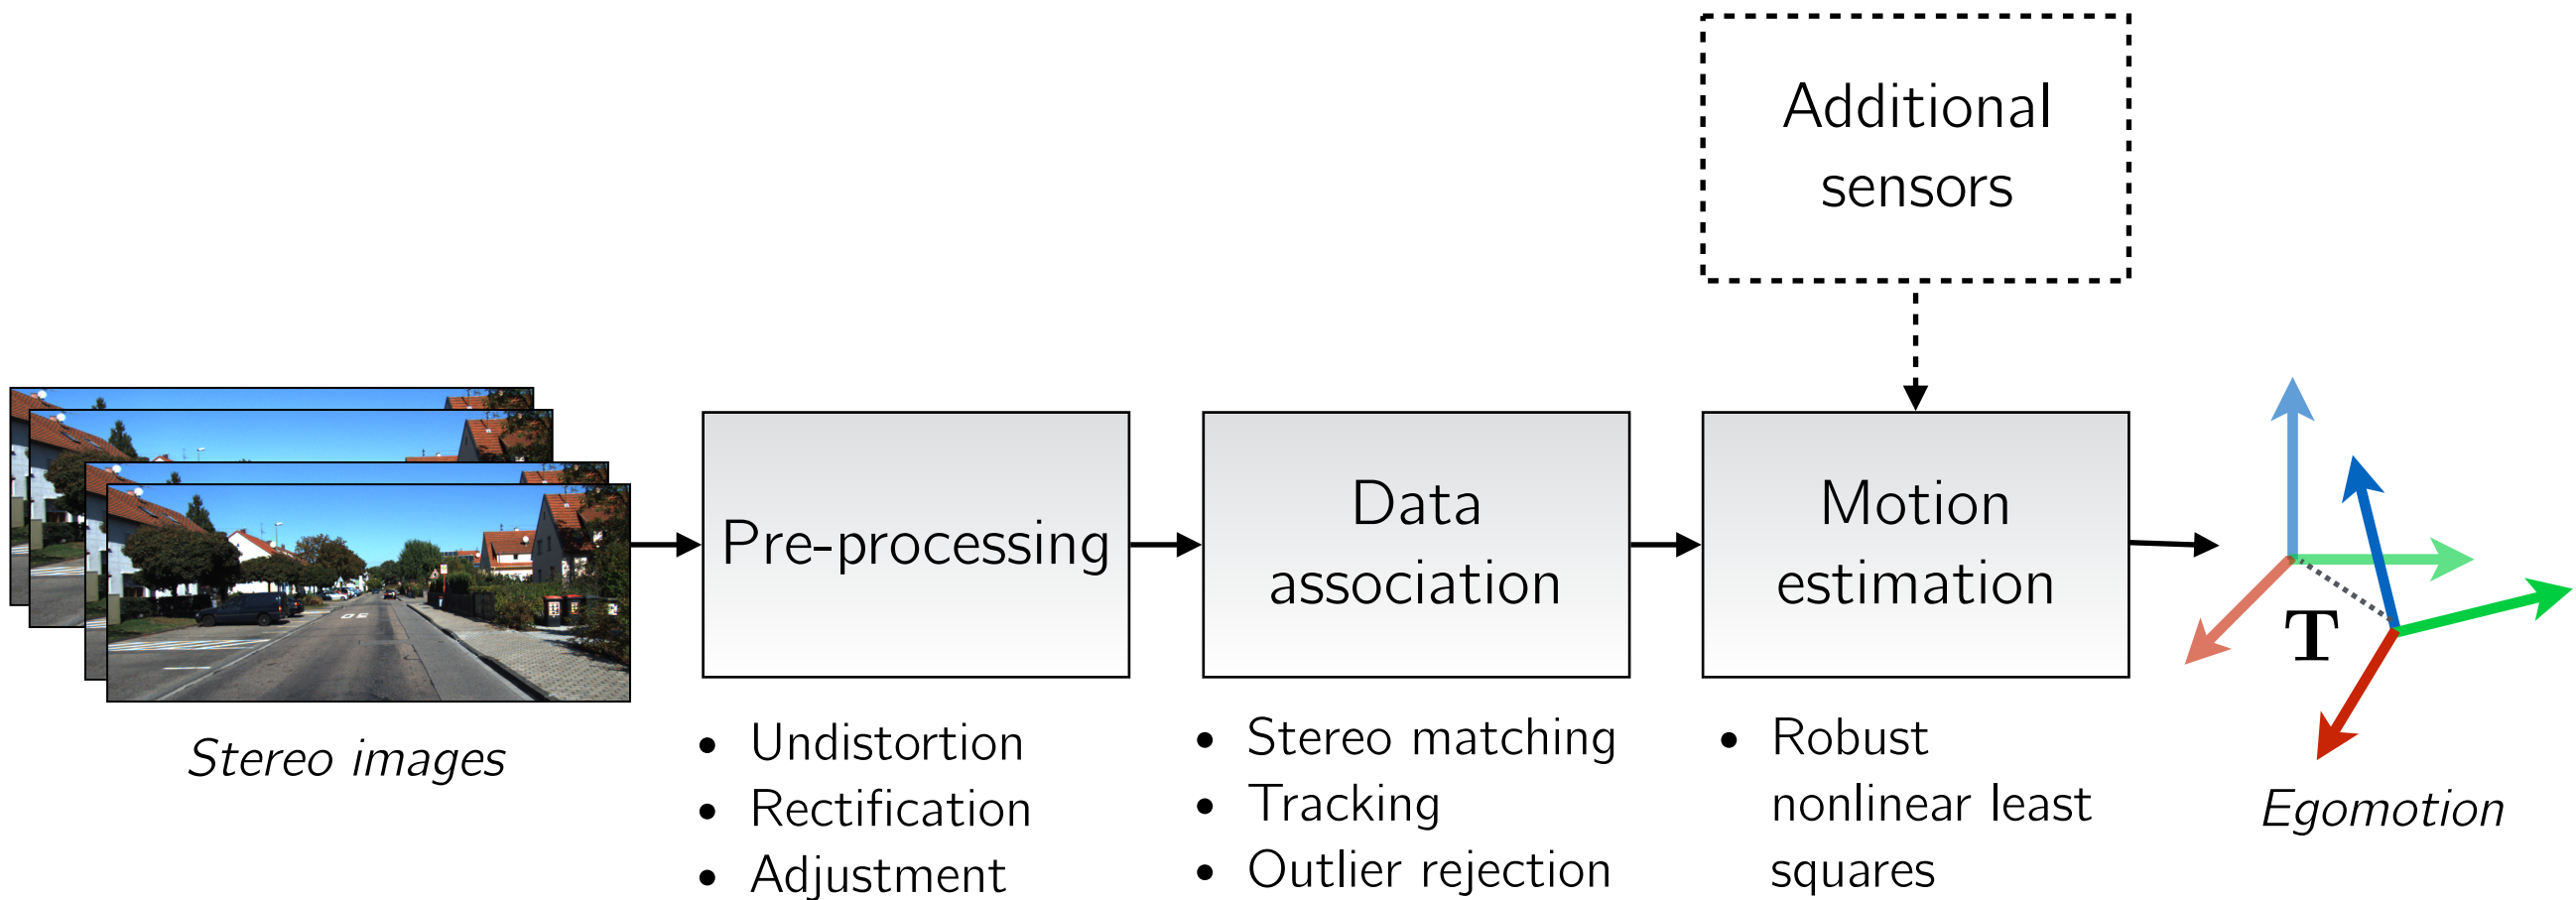 Additional
sensors
Pre-processing
Data
association
Motion
estimation
T
Stereo images
• Undistortion
• Rectification
• Adjustment
• Stereo matching
• Tracking
• Outlier rejection
• Robust
nonlinear least
squares
Egomotion